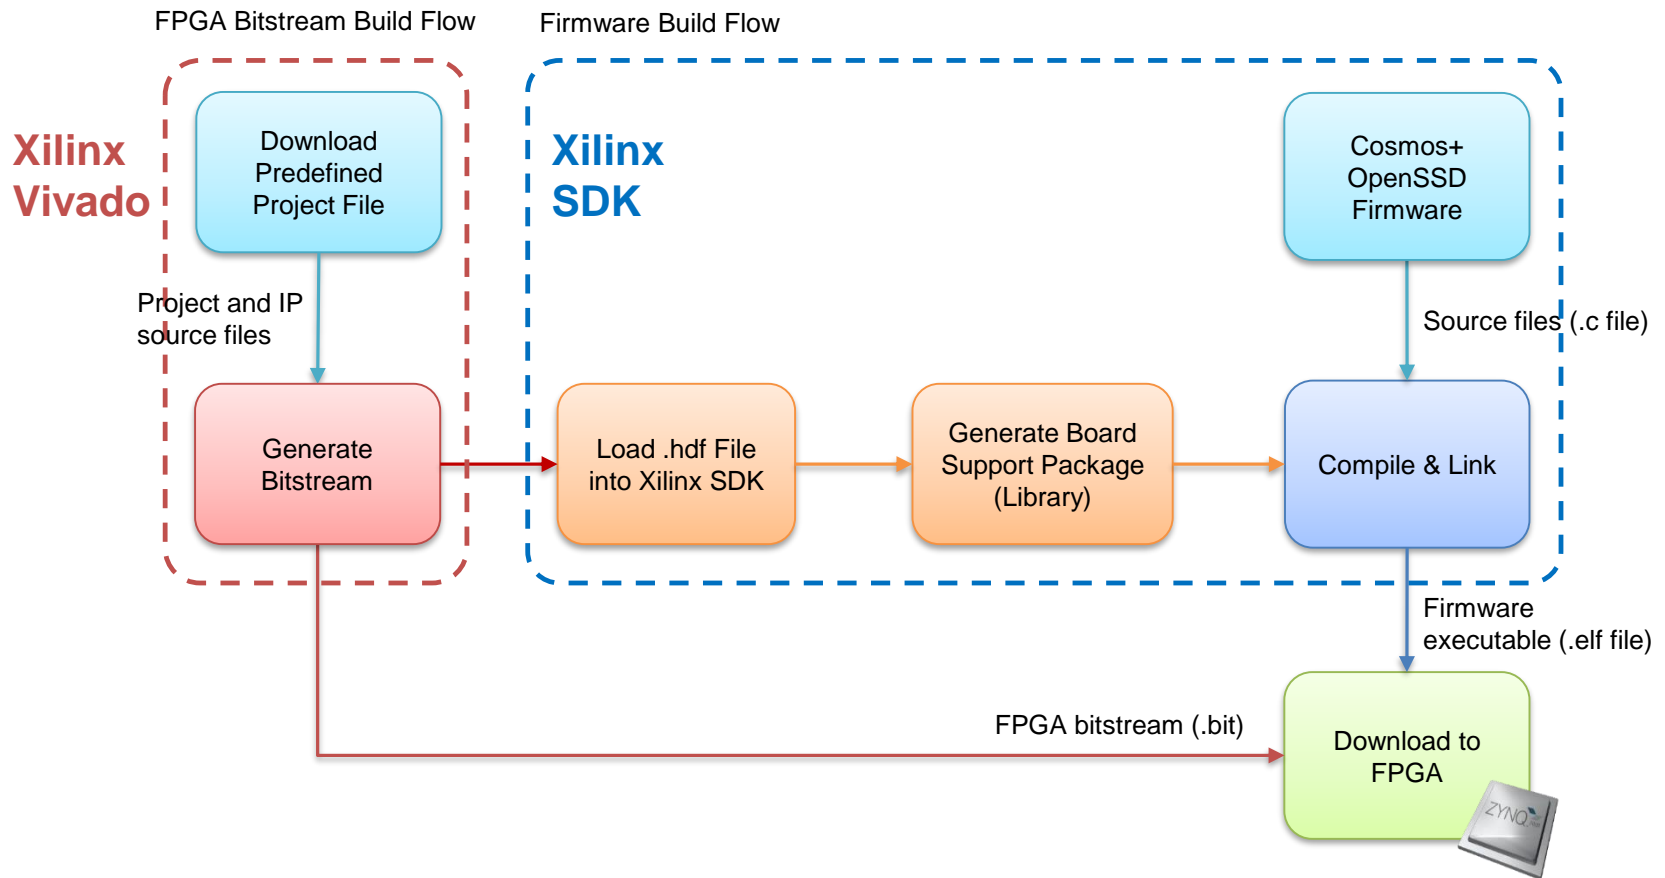 FPGA Bitstream Build Flow
Firmware Build Flow
Xilinx
Vivado
Download
Predefined
Project File
Xilinx
SDK
Cosmos+
OpenSSD
Firmware
Project and IP
source files
Source files (.c file)
Generate
Bitstream
Load .hdf File
into Xilinx SDK
Generate Board
Support Package
(Library)
Compile & Link
Firmware
executable (.elf file)
FPGA bitstream (.bit)
Download to
FPGA
ZYNQ